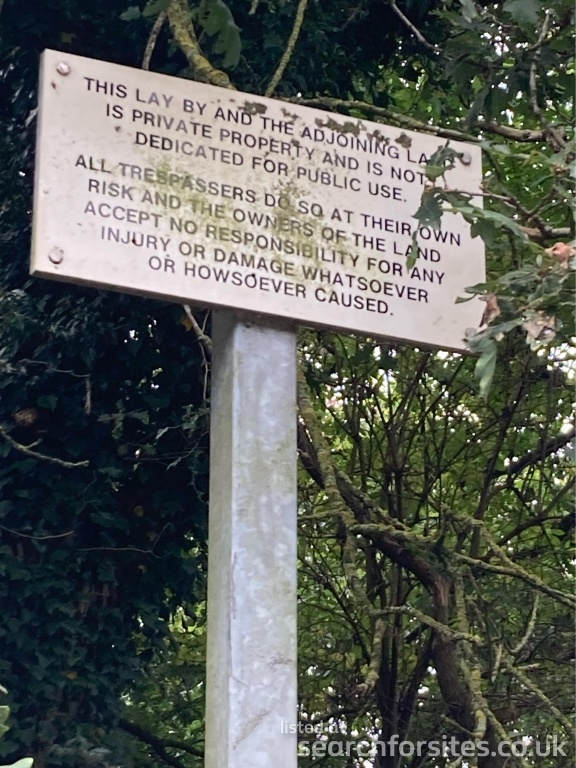 THIS LAY BY AND THE ADJOINING LAND
IS PRIVATE PROPERTY AND IS NOT
DEDICATED FOR PUBLIC USE.
ALL TRESPASSERS DO SO AT THEIR OWN
RISK AND THE OWNERS OF THE LAND
ACCEPT NO RESPONSIBILITY FOR ANY
INJURY OR DAMAGE WHATSOEVER
OR HOWSOEVER CAUSED.
listed at
searchforsites.co.uk